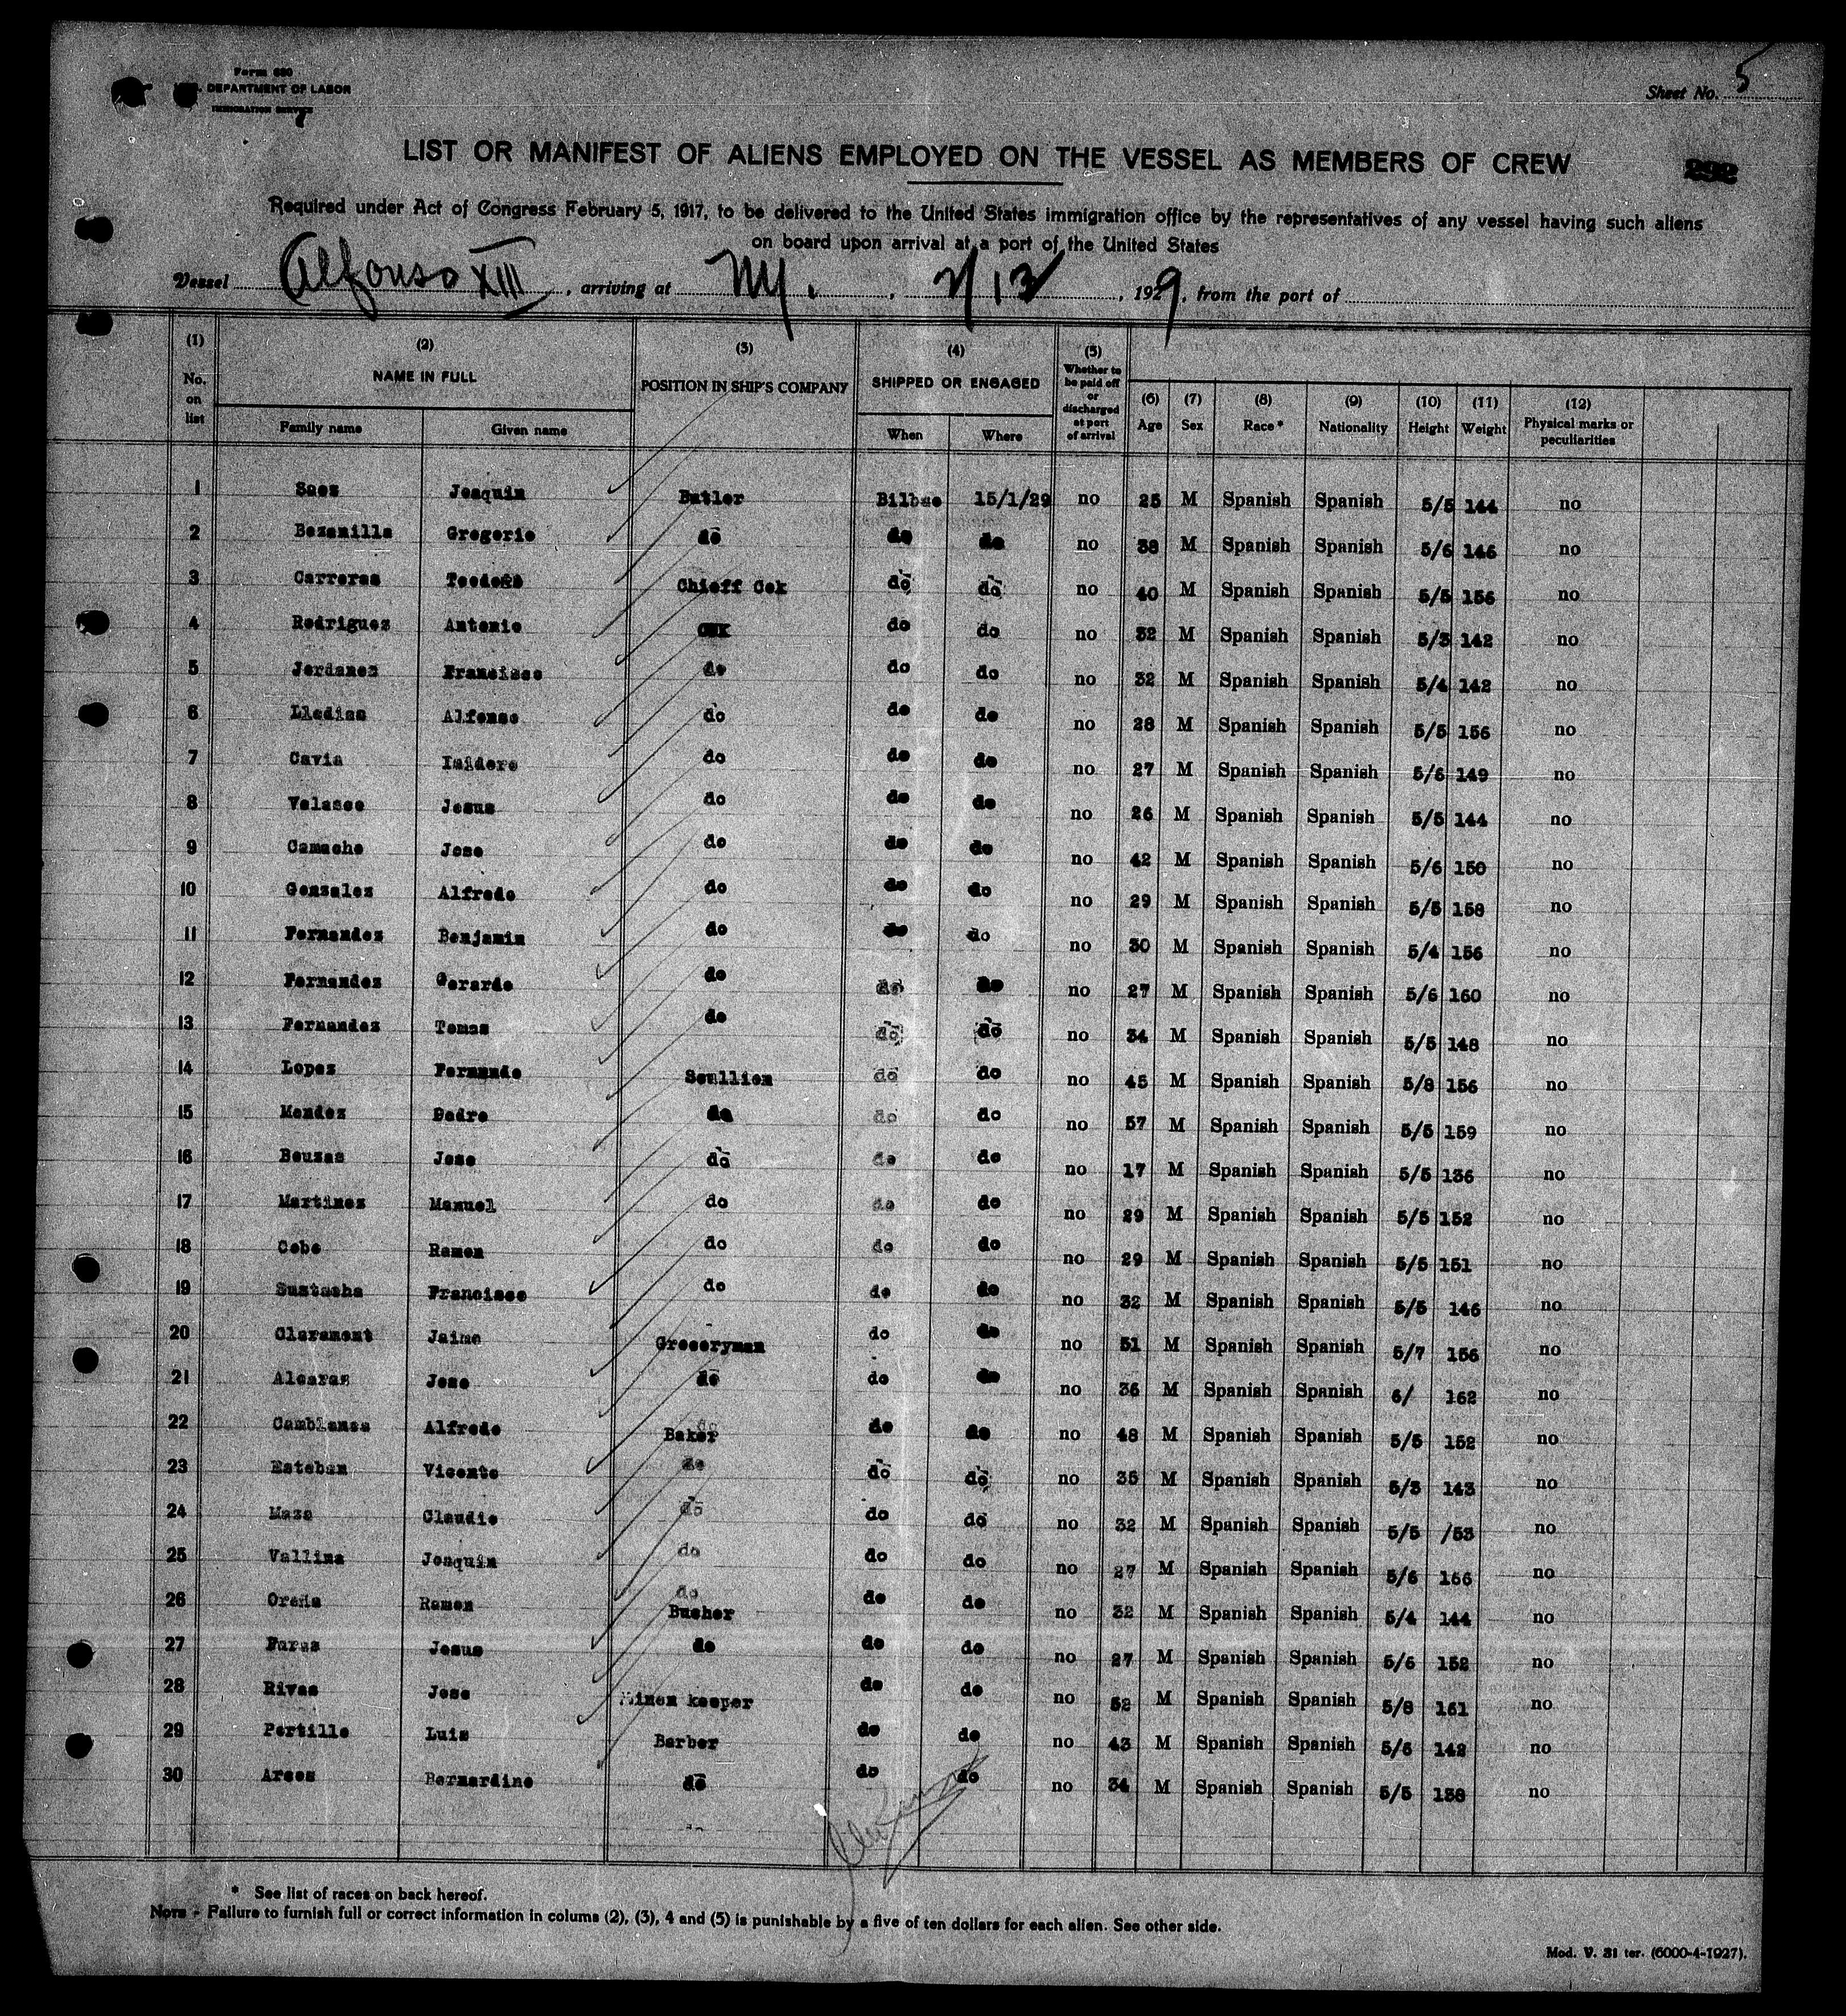 Form 680
DEPARTMENT OF LABOR
IMMIGRATION SERVICE
Sheet No. 5
LIST OR MANIFEST OF ALIENS EMPLOYED ON THE VESSEL AS MEMBERS OF CREW
292
Required under Act of Congress February 5, 1917, to be delivered to the United States immigration office by the representatives of any vessel having such aliens
on board upon arrival at a port of the United States
Vessel Alfonso XIII, arriving at NY., 2/13, 1929, from the port of
(1) No. on list
(2) NAME IN FULL Family name Given name
(3) POSITION IN SHIP'S COMPANY
(4) SHIPPED OR ENGAGED When Where
(5) Whether to be paid off or discharged at port of arrival
(6) Age (7) Sex (8) Race* (9) Nationality (10) Height (11) Weight (12) Physical marks or peculiarities
1 Saez Joaquin Butler Bilbao 15/1/29 no 25 M Spanish Spanish 5/5 144 no
2 Bezanilla Gregorio do do do no 38 M Spanish Spanish 5/6 146 no
3 Carreras Chieff Cok do do no 40 M Spanish Spanish 5/5 156 no
4 Rodriguez Antonio do do no 32 M Spanish Spanish 5/3 142 no
5 Jordanez Francisco do do do no 32 M Spanish Spanish 5/4 142 no
6 Lledias Alfonso do do do no 28 M Spanish Spanish 5/5 156 no
7 Cavia Isidoro do do do no 27 M Spanish Spanish 5/6 149 no
8 Velasco Jesus do do do no 26 M Spanish Spanish 5/5 144 no
9 Camacho Jose do do do no 42 M Spanish Spanish 5/6 150 no
10 Gonzalez Alfredo do do do no 29 M Spanish Spanish 5/5 158 no
11 Fernandez Benjamin do do do no 30 M Spanish Spanish 5/4 156 no
12 Fernandez Gerardo do do do no 27 M Spanish Spanish 5/6 160 no
13 Fernandez Tomas do do do no 34 M Spanish Spanish 5/5 148 no
14 Lopez Fernando Scullion do do no 45 M Spanish Spanish 5/8 156 no
15 Mendez Pedro do do do no 57 M Spanish Spanish 5/5 159 no
16 Bouzas Jose do do do no 17 M Spanish Spanish 5/5 136 no
17 Martinez Manuel do do do no 29 M Spanish Spanish 5/5 152 no
18 Cobo Ramon do do do no 29 M Spanish Spanish 5/5 151 no
19 Sustacha Francisco do do do no 32 M Spanish Spanish 5/5 146 no
20 Claramont Jaime Groceryman do do no 51 M Spanish Spanish 5/7 156 no
21 Alcaraz Jose do do do no 36 M Spanish Spanish 6/ 162 no
22 Camblanes Alfredo Baker do do no 48 M Spanish Spanish 5/5 152 no
23 Esteban Vicente do do do no 35 M Spanish Spanish 5/3 143 no
24 Mazo Claudio do do do no 32 M Spanish Spanish 5/5 /53 no
25 Vallina Joaquin do do do no 27 M Spanish Spanish 5/6 166 no
26 Oreña Ramon do Bucher do do no 32 M Spanish Spanish 5/4 144 no
27 Jesus do do do no 27 M Spanish Spanish 5/6 152 no
28 Rivas Jose Linen keeper do do no 52 M Spanish Spanish 5/8 161 no
29 Portillo Luis Barber do do no 43 M Spanish Spanish 5/6 142 no
30 Arcos Bernardino do do do no 34 M Spanish Spanish 5/5 138 no
* See list of races on back hereof.
Note - Failure to furnish full or correct information in colums (2), (3), 4 and (5) is punishable by a five of ten dollars for each alien. See other side.
Mod. V. 31 ter. (6000-4-1927).